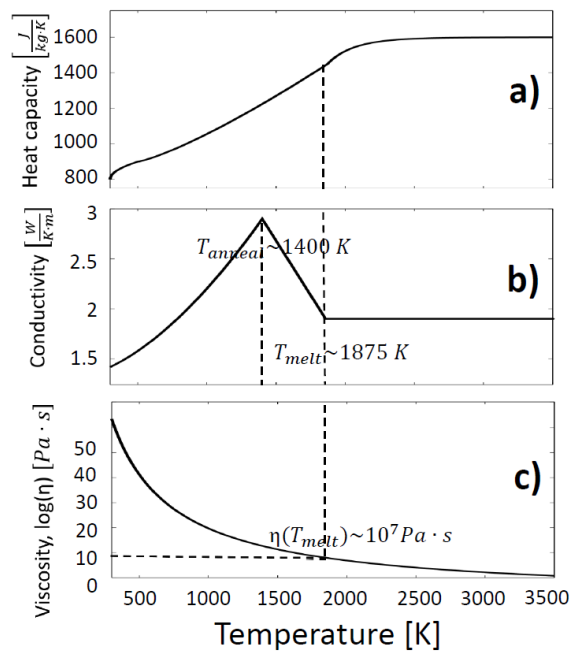 Heat capacity [J/kg·K]
1600
1400
1200
1000
800
a)
Conductivity [W/K·m]
3
2
2
1.5
T_anneal~1400 K
b)
T_melt~1875 K
Viscosity, log(η) [Pa · s]
50
40
30
20
10
0
c)
η(T_melt)~10^7 Pa · s
500 1000 1500 2000 2500 3000 3500
Temperature [K]